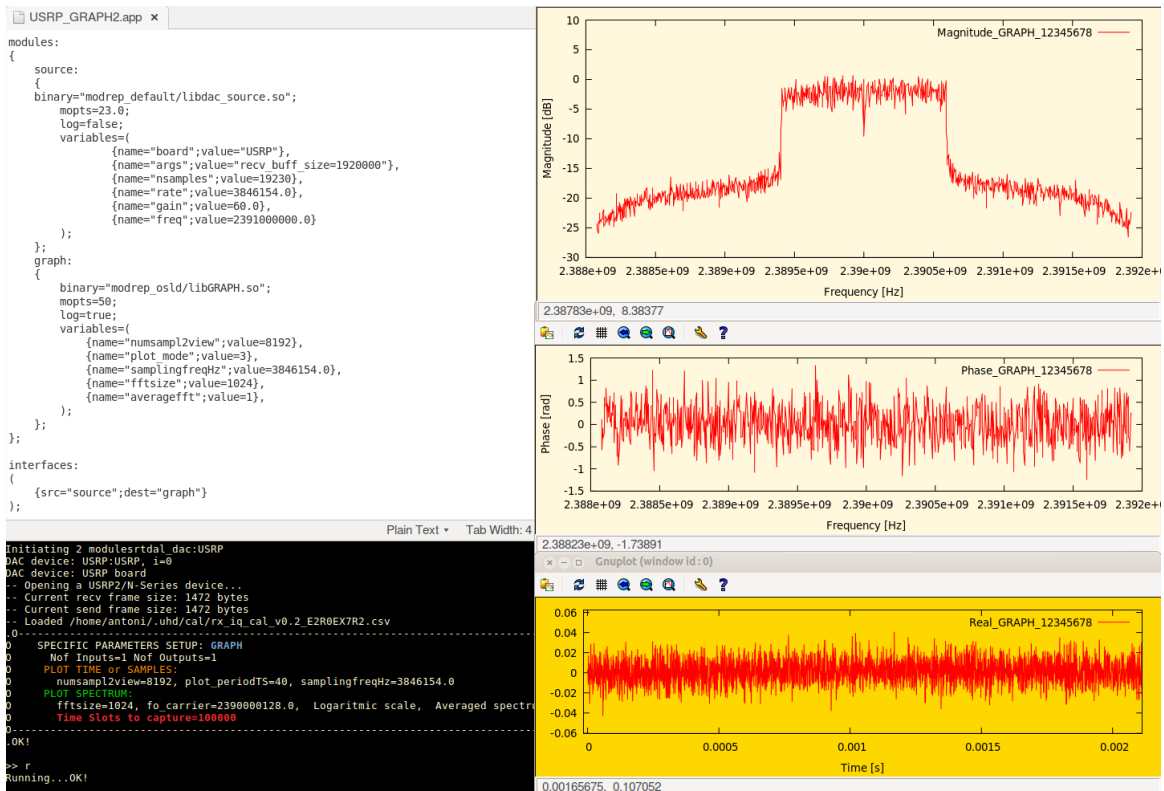 USRP_GRAPH2.app ×
modules:
{
source:
{
binary="modrep_default/libdac_source.so";
mopts=23.0;
log=false;
variables=(
{name="board";value="USRP"},
{name="args";value="recv_buff_size=1920000"},
{name="nsamples";value=19230},
{name="rate";value=3846154.0},
{name="gain";value=60.0},
{name="freq";value=2391000000.0}
);
};
graph:
{
binary="modrep_osld/libGRAPH.so";
mopts=50;
log=true;
variables=(
{name="numsampl2view";value=8192},
{name="plot_mode";value=3},
{name="samplingfreqHz";value=3846154.0},
{name="fftsize";value=1024},
{name="averagefft";value=1},
);
};
};
interfaces:
(
{src="source";dest="graph"}
);
Plain Text Tab Width: 4
Initiating 2 modulesrtdal_dac:USRP
DAC device: USRP:USRP, i=0
DAC device: USRP board
-- Opening a USRP2/N-Series device...
-- Current recv frame size: 1472 bytes
-- Current send frame size: 1472 bytes
-- Loaded /home/antoni/.uhd/cal/rx_iq_cal_v0.2_E2R0EX7R2.csv
.O--------------------------------------------------------------------------------
O SPECIFIC PARAMETERS SETUP: GRAPH
O Nof Inputs=1 Nof Outputs=1
O PLOT TIME or SAMPLES:
O numsampl2view=8192, plot_periodTS=40, samplingfreqHz=3846154.0
O PLOT SPECTRUM:
O fftsize=1024, fo_carrier=2390000128.0, Logaritmic scale, Averaged spectru
O Time Slots to capture=100000
O--------------------------------------------------------------------------------
.OK!
>> r
Running...OK!
Magnitude_GRAPH_12345678
Magnitude [dB]
10
5
0
-5
-10
-15
-20
-25
-30
2.388e+09 2.3885e+09 2.389e+09 2.3895e+09 2.39e+09 2.3905e+09 2.391e+09 2.3915e+09 2.392e+
Frequency [Hz]
2.38783e+09, 8.38377
Phase_GRAPH_12345678
Phase [rad]
1.5
1
0.5
0
-0.5
-1
-1.5
2.388e+09 2.3885e+09 2.389e+09 2.3895e+09 2.39e+09 2.3905e+09 2.391e+09 2.3915e+09 2.392e+0
Frequency [Hz]
2.38823e+09, -1.73891
Gnuplot (window id : 0)
Real_GRAPH_12345678
0.06
0.04
0.02
0
-0.02
-0.04
-0.06
0 0.0005 0.001 0.0015 0.002
Time [s]
0.00165675, 0.107052